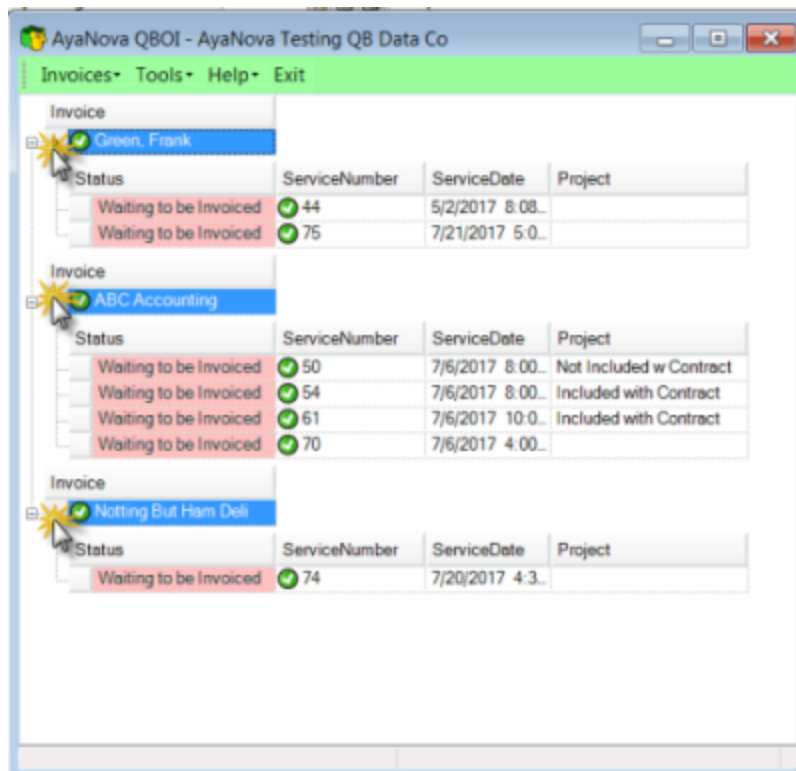 AyaNova QBOI - AyaNova Testing QB Data Co
Invoices Tools Help Exit
Invoice
Green, Frank
Status ServiceNumber ServiceDate Project
Waiting to be Invoiced 44 5/2/2017 8:08...
Waiting to be Invoiced 75 7/21/2017 5:0...
Invoice
ABC Accounting
Status ServiceNumber ServiceDate Project
Waiting to be Invoiced 50 7/6/2017 8:00... Not Included w Contract
Waiting to be Invoiced 54 7/6/2017 8:00... Included with Contract
Waiting to be Invoiced 61 7/6/2017 10:0... Included with Contract
Waiting to be Invoiced 70 7/6/2017 4:00...
Invoice
Notting But Ham Deli
Status ServiceNumber ServiceDate Project
Waiting to be Invoiced 74 7/20/2017 4:3...